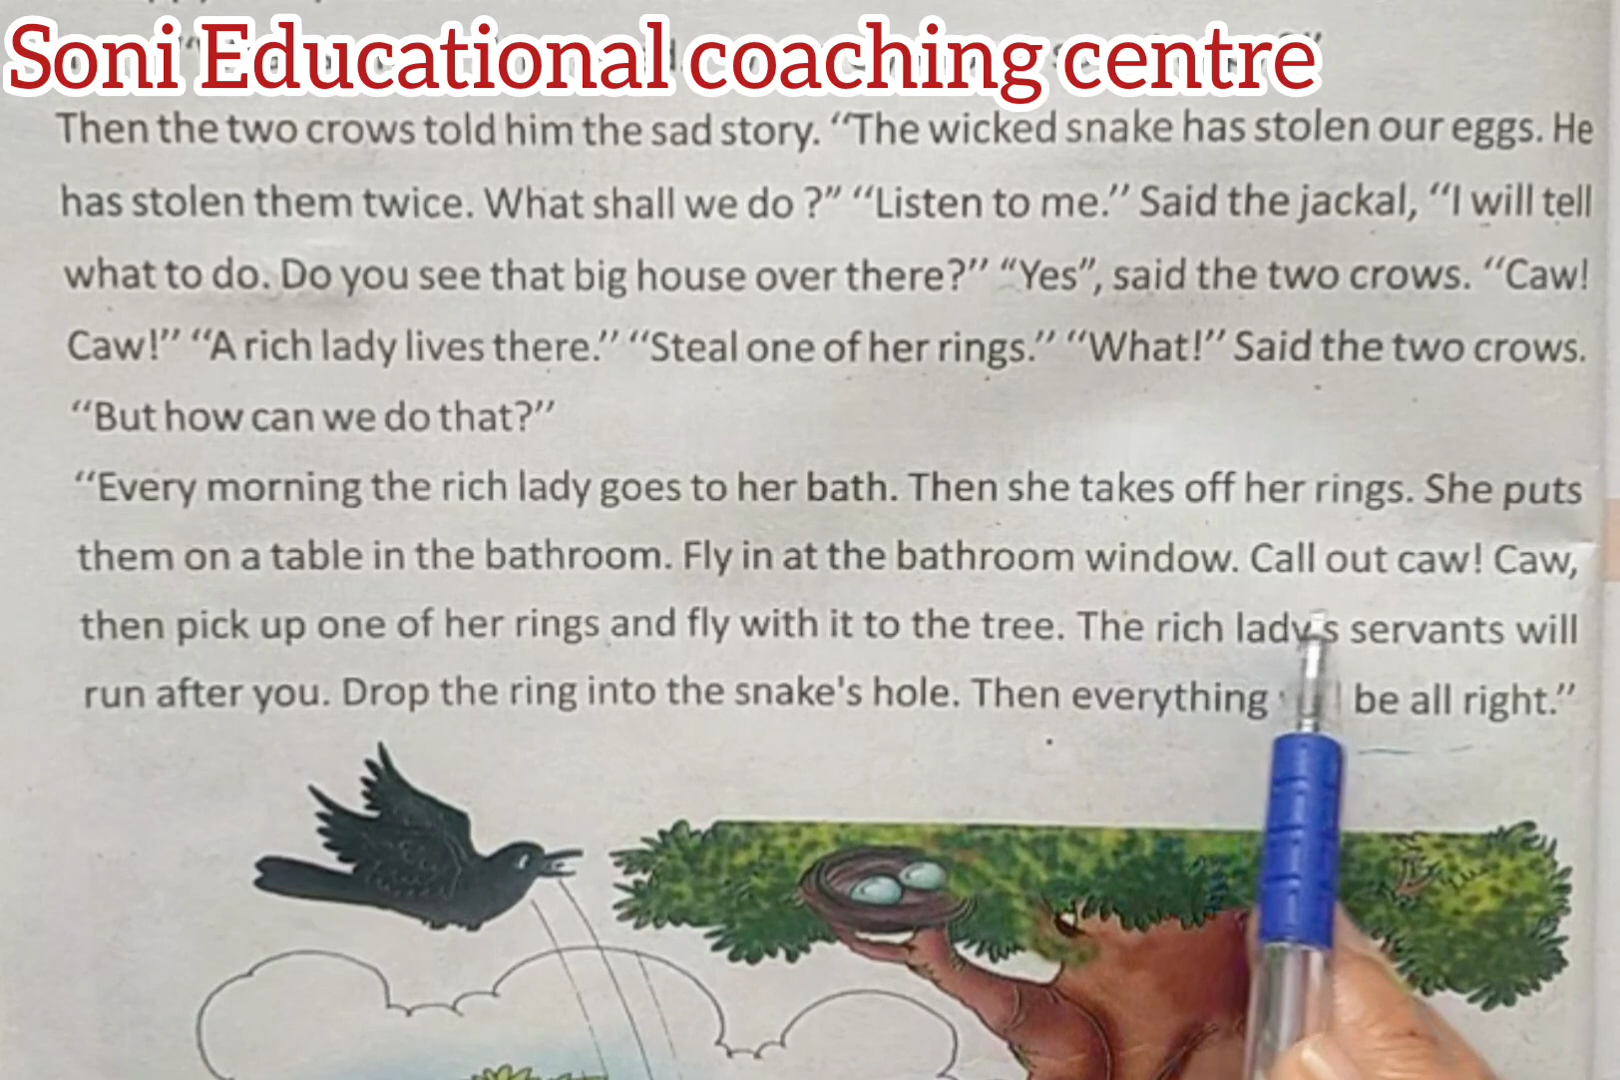 Soni Educational coaching centre
Then the two crows told him the sad story. “The wicked snake has stolen our eggs. He
has stolen them twice. What shall we do ?” “Listen to me.” Said the jackal, “I will tell
what to do. Do you see that big house over there?” “Yes”, said the two crows. “Caw!
Caw!” “A rich lady lives there.” “Steal one of her rings.” “What!” Said the two crows.
“But how can we do that?”
“Every morning the rich lady goes to her bath. Then she takes off her rings. She puts
them on a table in the bathroom. Fly in at the bathroom window. Call out caw! Caw,
then pick up one of her rings and fly with it to the tree. The rich lady's servants will
run after you. Drop the ring into the snake's hole. Then everything be all right.”